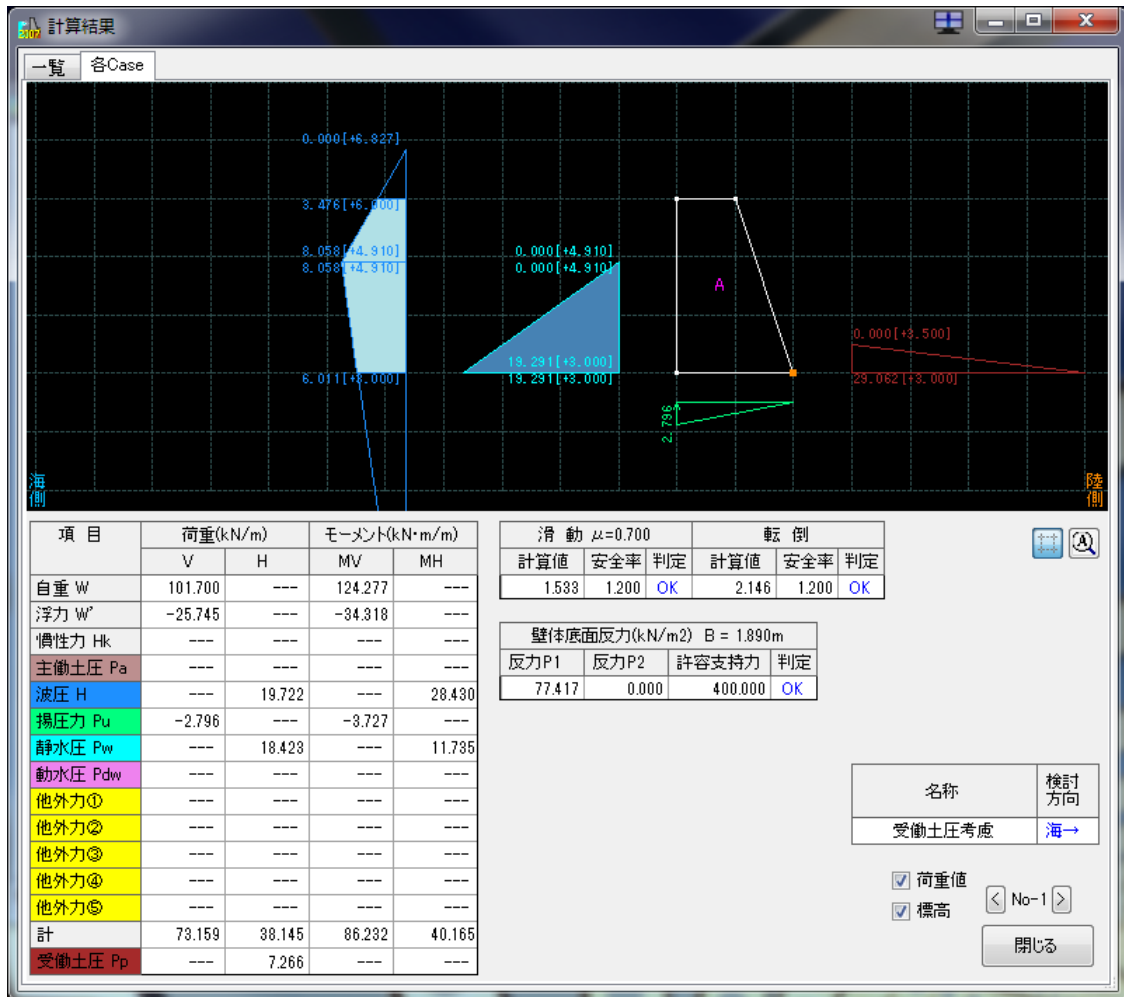 計算結果
一覧 各Case
0.000[+6.827]
3.476[+6.000]
8.058[+4.910]
8.058[+4.910]
6.011[+3.000]
0.000[+4.910]
0.000[+4.910]
19.291[+3.000]
19.291[+3.000]
A
2.796
0.000[+3.500]
29.062[+3.000]
海側
陸側
項 目 荷重(kN/m) モーメント(kN・m/m)
V H MV MH
自重 W 101.700 --- 124.277 ---
浮力 W' -25.745 --- -34.318 ---
慣性力 Hk --- --- --- ---
主働土圧 Pa --- --- --- ---
波圧 H --- 19.722 --- 28.430
揚圧力 Pu -2.796 --- -3.727 ---
静水圧 Pw --- 18.423 --- 11.735
動水圧 Pdw --- --- --- ---
他外力① --- --- --- ---
他外力② --- --- --- ---
他外力③ --- --- --- ---
他外力④ --- --- --- ---
他外力⑤ --- --- --- ---
計 73.159 38.145 86.232 40.165
受働土圧 Pp --- 7.266 --- ---
滑 動 μ=0.700 転 倒
計算値 安全率 判定 計算値 安全率 判定
1.533 1.200 OK 2.146 1.200 OK
壁体底面反力(kN/m2) B = 1.890m
反力P1 反力P2 許容支持力 判定
77.417 0.000 400.000 OK
名称 検討方向
受働土圧考慮 海→
荷重値
標高
< No-1 >
閉じる